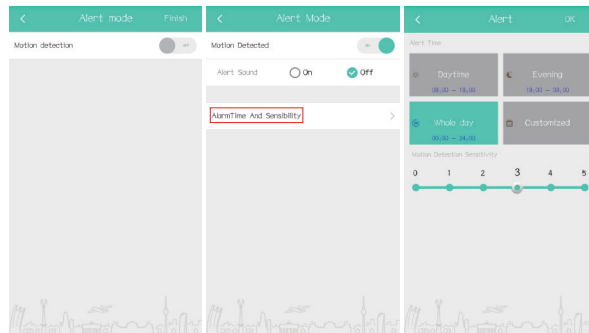 Alert mode
Finish
Motion detection
Alert Mode
Motion Detected
Alert Sound
On
Off
AlarmTime And Sensibility
Alert
OK
Alert Time
Daytime
08:00 - 18:00
Evening
18:00 - 08:00
Whole day
00:00 - 24:00
Customized
Motion Detection Sensitivity
0 1 2 3 4 5